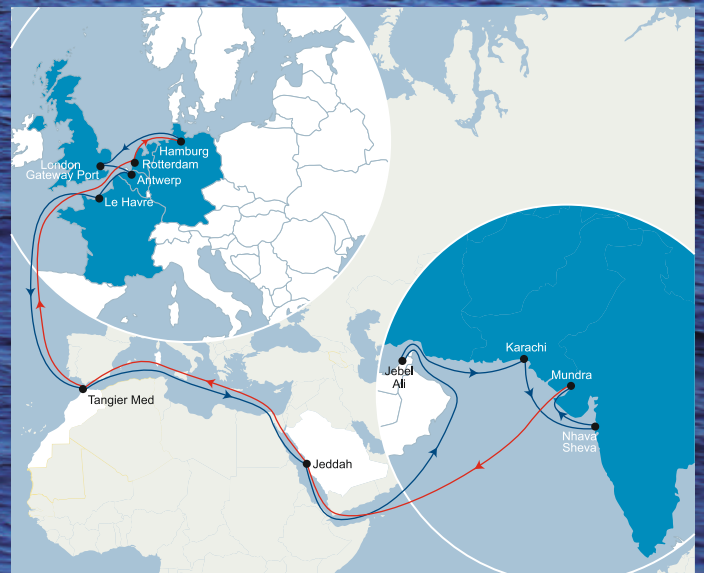 Hamburg
London
Gateway Port
Rotterdam
Antwerp
Le Havre
Karachi
Jebel
Ali
Mundra
Tangier Med
Nhava
Sheva
Jeddah